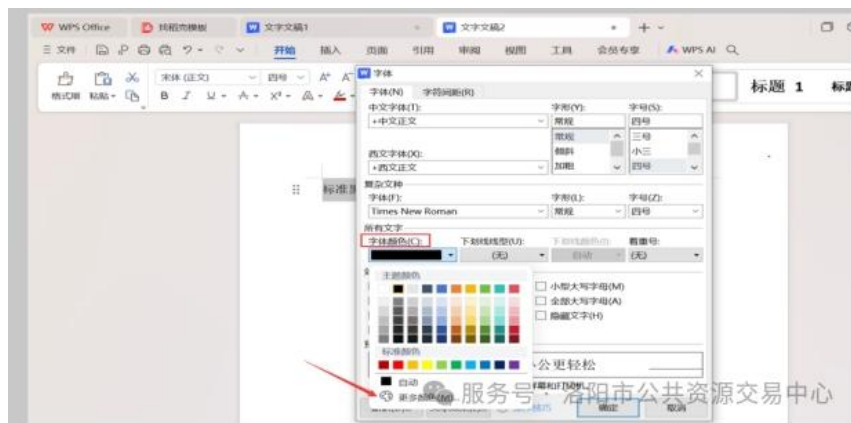 WPS Office 找稻壳模板 文字文稿1 文字文稿2
文件 开始 插入 页面 引用 审阅 视图 工具 会员专享 WPS AI
格式刷 粘贴 宋体 (正文) 四号 标题 1
字体
字体(N) 字符间距(R)
中文字体(T): 字形(Y): 字号(S):
+中文正文 常规 四号
常规 三号
西文字体(X): 倾斜 小三
+西文正文 加粗 四号
复杂文种
字体(F): 字形(L): 字号(Z):
Times New Roman 常规 四号
所有文字
字体颜色(C): 下划线线型(U): 下划线颜色(I): 着重号:
(无) 自动 (无)
主题颜色
小型大写字母(M)
全部大写字母(A)
隐藏文字(H)
标准颜色
公更轻松
自动
更多颜色(M)...
服务号 · 洛阳市公共资源交易中心
确定 取消